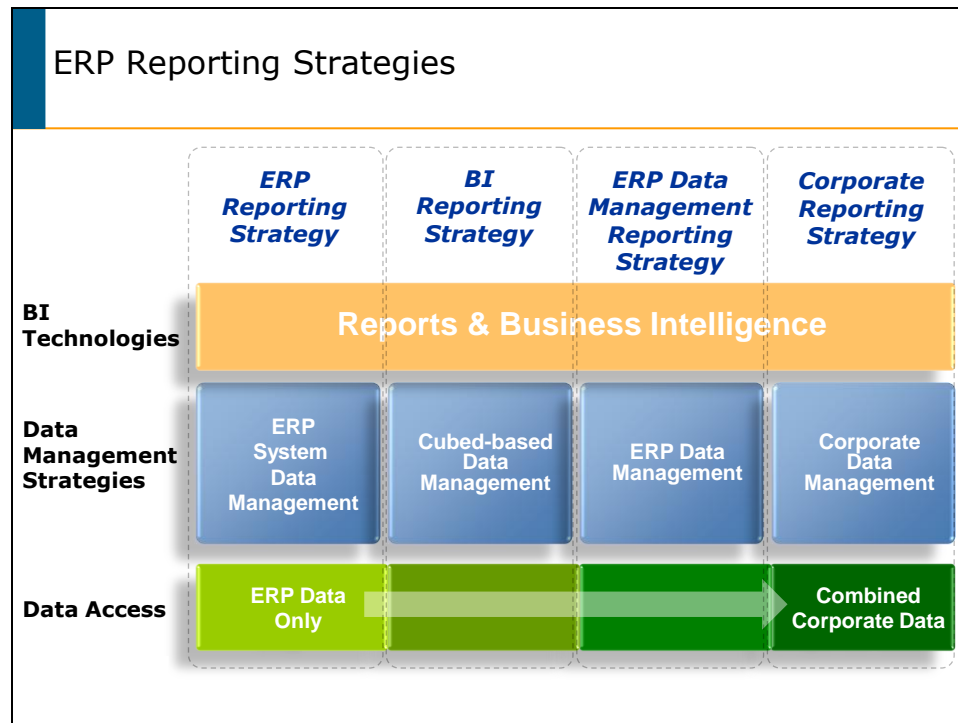 ERP Reporting Strategies
ERP
Reporting
Strategy
BI
Reporting
Strategy
ERP Data
Management
Reporting
Strategy
Corporate
Reporting
Strategy
BI
Technologies
Reports & Business Intelligence
Data
Management
Strategies
ERP
System
Data
Management
Cubed-based
Data
Management
ERP Data
Management
Corporate
Data
Management
Data Access
ERP Data
Only
Combined
Corporate Data